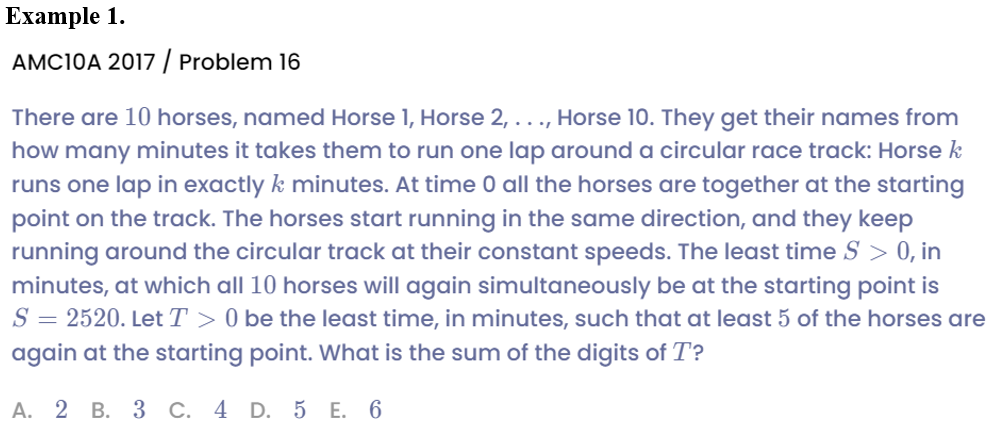 Example 1.
AMC10A 2017 / Problem 16
There are 10 horses, named Horse 1, Horse 2, . . ., Horse 10. They get their names from
how many minutes it takes them to run one lap around a circular race track: Horse k
runs one lap in exactly k minutes. At time 0 all the horses are together at the starting
point on the track. The horses start running in the same direction, and they keep
running around the circular track at their constant speeds. The least time S > 0, in
minutes, at which all 10 horses will again simultaneously be at the starting point is
S = 2520. Let T > 0 be the least time, in minutes, such that at least 5 of the horses are
again at the starting point. What is the sum of the digits of T?
A. 2 B. 3 C. 4 D. 5 E. 6